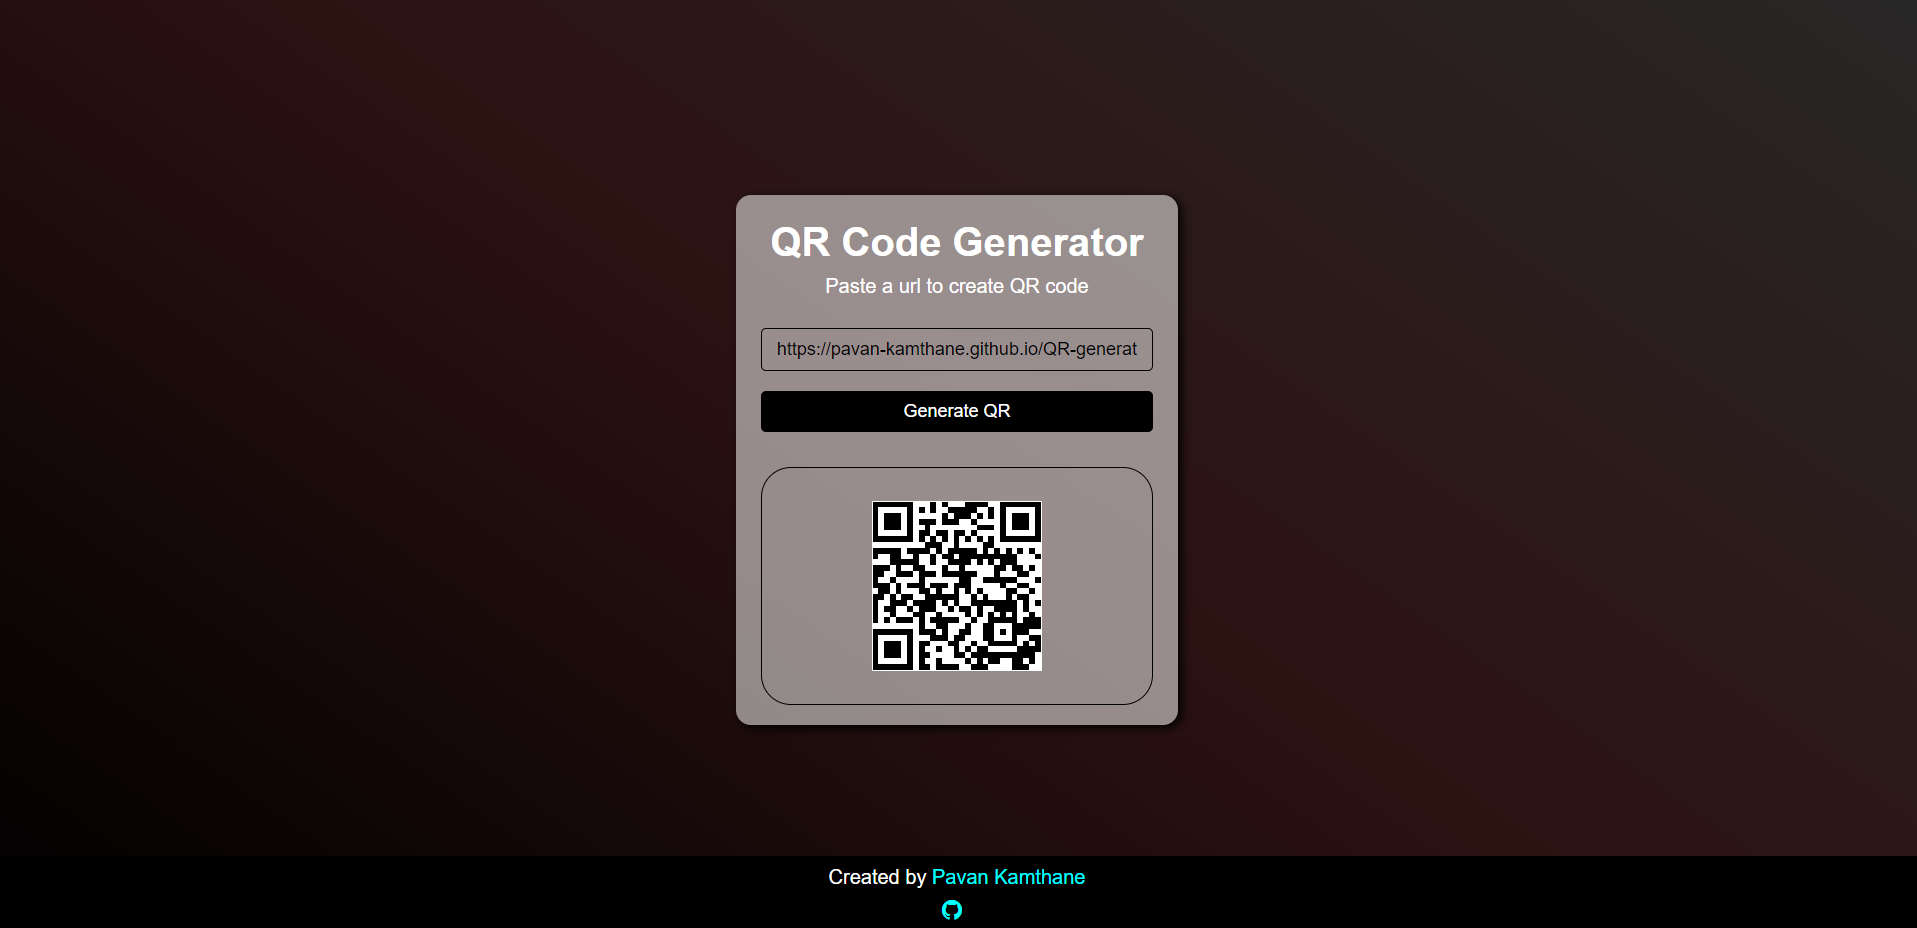 QR Code Generator
Paste a url to create QR code
https://pavan-kamthane.github.io/QR-generat
Generate QR
Created by Pavan Kamthane